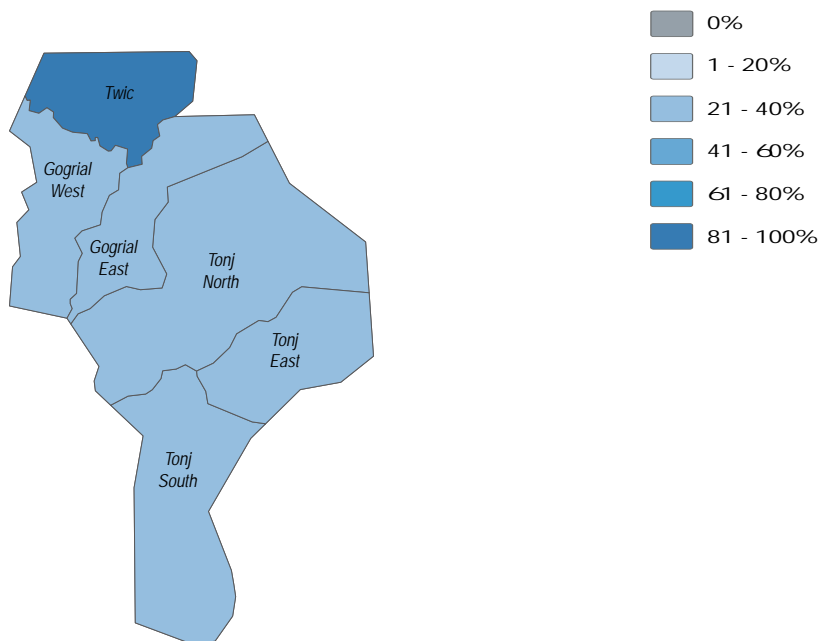 Twic
Gogrial
West
Gogrial
East
Tonj
North
Tonj
East
Tonj
South
0%
1 - 20%
21 - 40%
41 - 60%
61 - 80%
81 - 100%